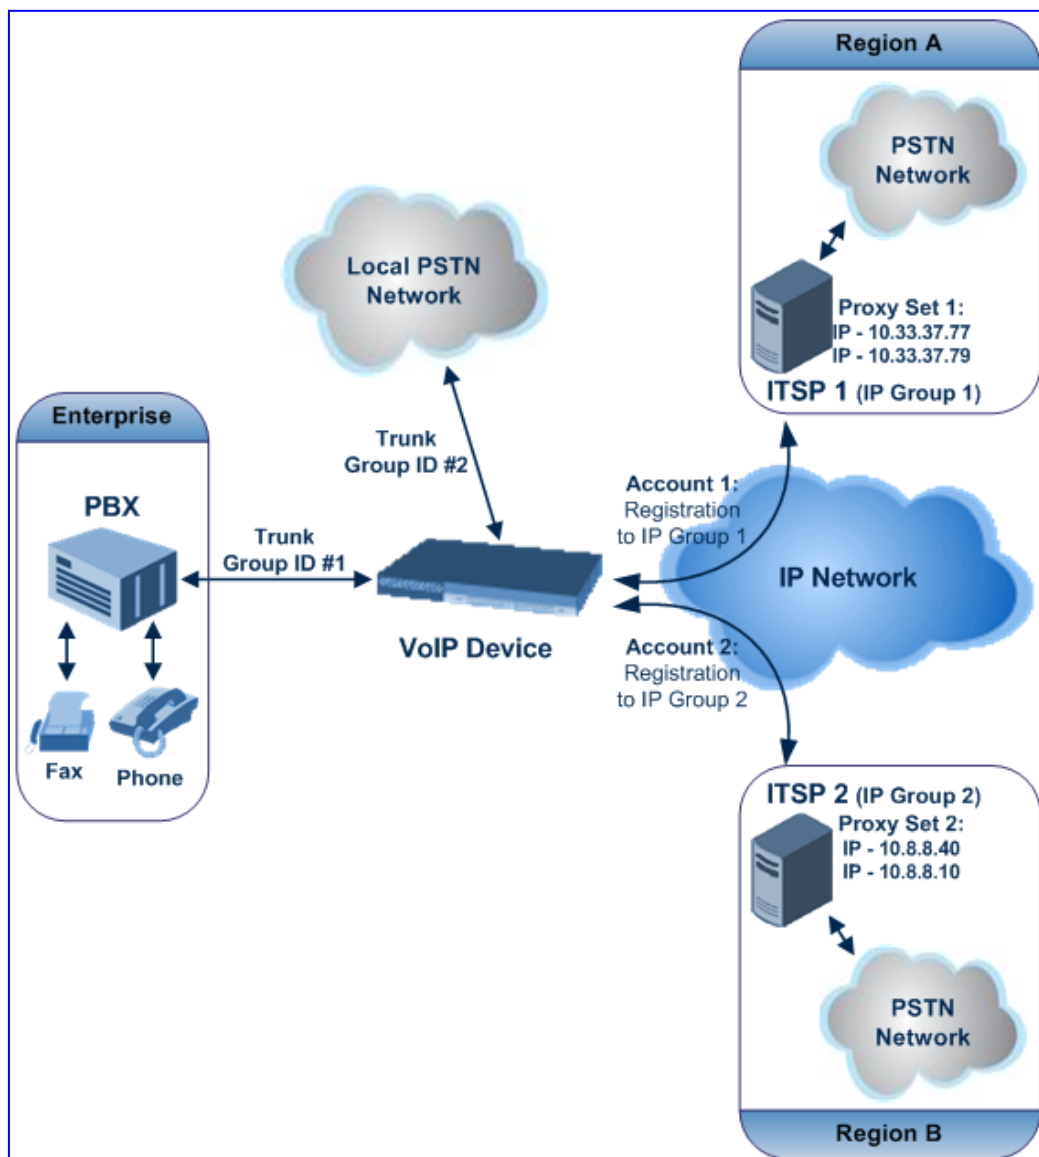 Region A
PSTN
Network
Proxy Set 1:
IP - 10.33.37.77
IP - 10.33.37.79
ITSP 1 (IP Group 1)
Local PSTN
Network
Enterprise
PBX
Trunk
Group ID #2
Trunk
Group ID #1
Account 1:
Registration
to IP Group 1
IP Network
VoIP Device
Account 2:
Registration
to IP Group 2
Fax
Phone
ITSP 2 (IP Group 2)
Proxy Set 2:
IP - 10.8.8.40
IP - 10.8.8.10
PSTN
Network
Region B